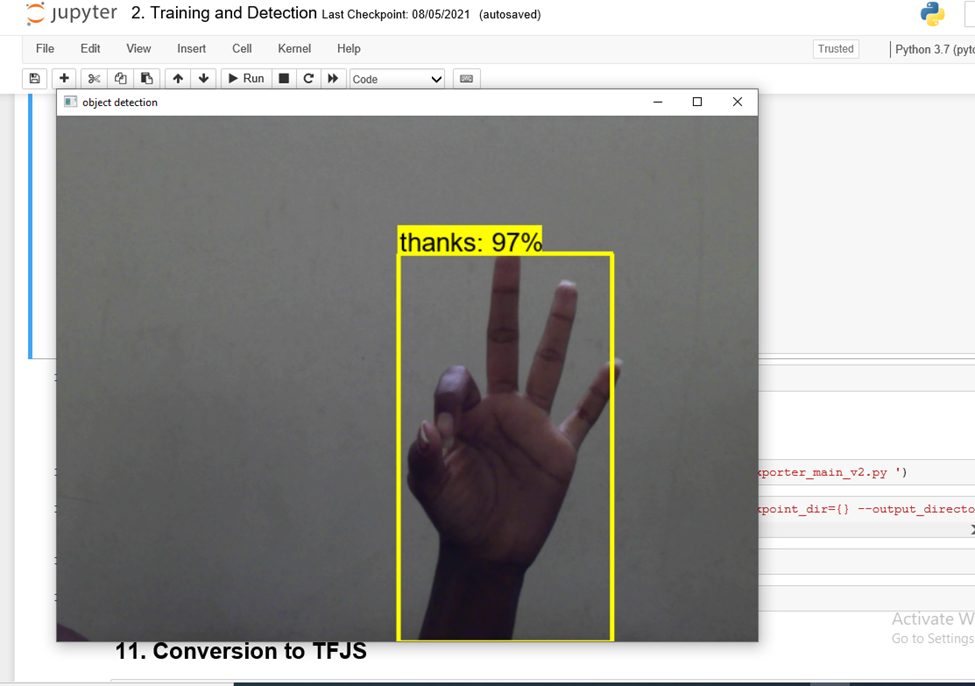 jupyter 2. Training and Detection Last Checkpoint: 08/05/2021 (autosaved)
File Edit View Insert Cell Kernel Help Trusted Python 3.7 (pyto
Run Code
object detection
thanks: 97%
xporter_main_v2.py ')
kpoint_dir={} --output_directo
Activate W
Go to Settings
11. Conversion to TFJS